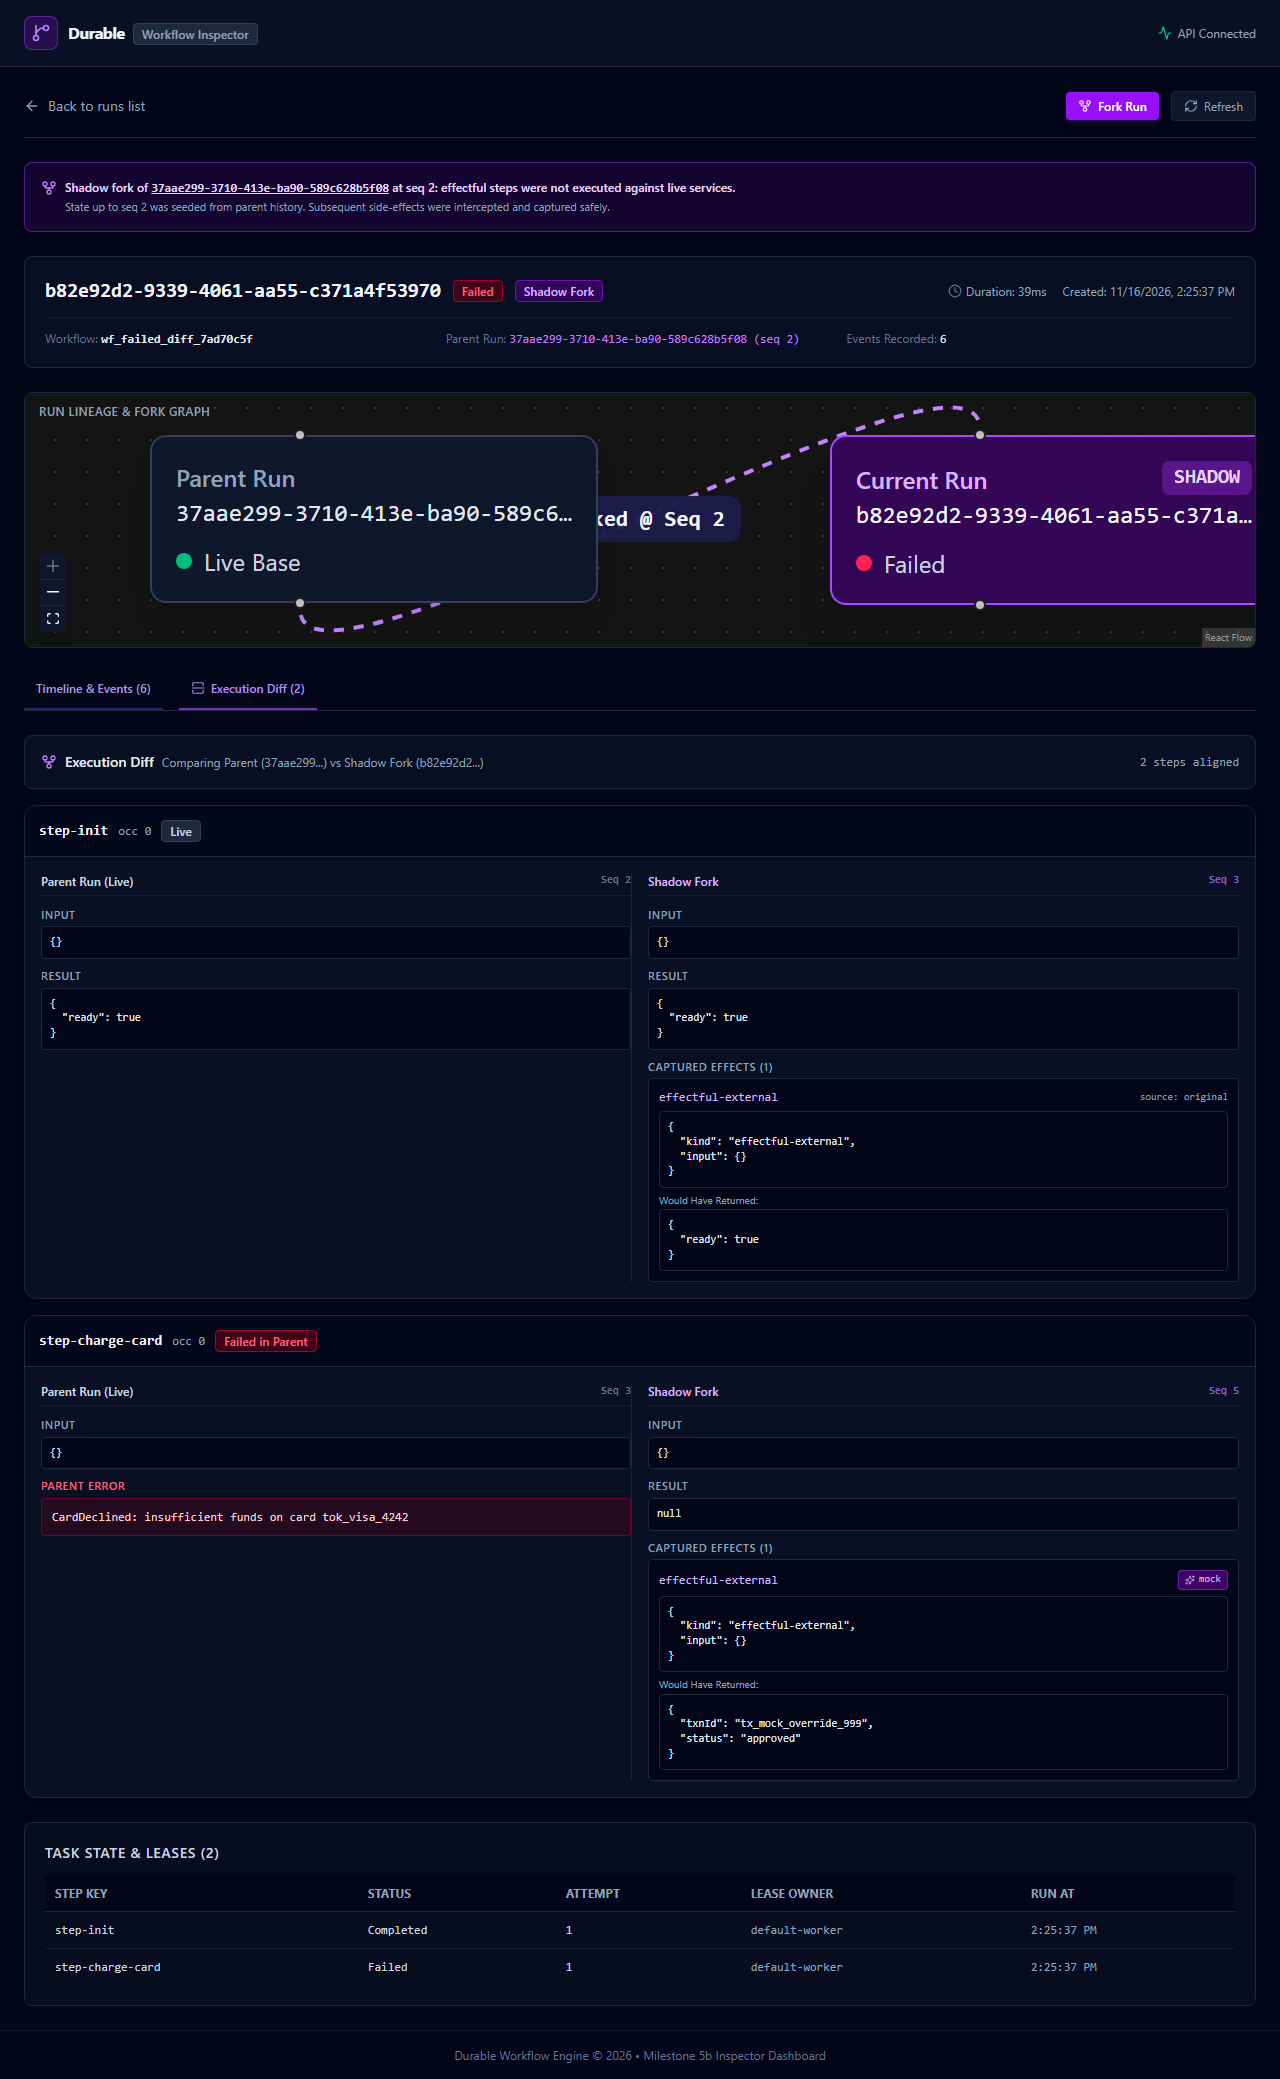 Durable Workflow Inspector API Connected
Back to runs list Fork Run Refresh
Shadow fork of 37aae299-3710-413e-ba90-589c628b5f08 at seq 2: effectful steps were not executed against live services.
State up to seq 2 was seeded from parent history. Subsequent side-effects were intercepted and captured safely.
b82e92d2-9339-4061-aa55-c371a4f53970 Failed Shadow Fork Duration: 39ms Created: 11/16/2026, 2:25:37 PM
Workflow: wf_failed_diff_7ad70c5f Parent Run: 37aae299-3710-413e-ba90-589c628b5f08 (seq 2) Events Recorded: 6
RUN LINEAGE & FORK GRAPH
Parent Run
37aae299-3710-413e-ba90-589c6...
Live Base
ked @ Seq 2
Current Run SHADOW
b82e92d2-9339-4061-aa55-c371a...
Failed
React Flow
Timeline & Events (6) Execution Diff (2)
Execution Diff Comparing Parent (37aae299...) vs Shadow Fork (b82e92d2...) 2 steps aligned
step-init occ 0 Live
Parent Run (Live) Seq 2
INPUT
{}
RESULT
{
"ready": true
}
Shadow Fork Seq 3
INPUT
{}
RESULT
{
"ready": true
}
CAPTURED EFFECTS (1)
effectful-external source: original
{
"kind": "effectful-external",
"input": {}
}
Would Have Returned:
{
"ready": true
}
step-charge-card occ 0 Failed in Parent
Parent Run (Live) Seq 3
INPUT
{}
PARENT ERROR
CardDeclined: insufficient funds on card tok_visa_4242
Shadow Fork Seq 5
INPUT
{}
RESULT
null
CAPTURED EFFECTS (1)
effectful-external mock
{
"kind": "effectful-external",
"input": {}
}
Would Have Returned:
{
"txnId": "tx_mock_override_999",
"status": "approved"
}
TASK STATE & LEASES (2)
STEP KEY STATUS ATTEMPT LEASE OWNER RUN AT
step-init Completed 1 default-worker 2:25:37 PM
step-charge-card Failed 1 default-worker 2:25:37 PM
Durable Workflow Engine © 2026 • Milestone 5b Inspector Dashboard